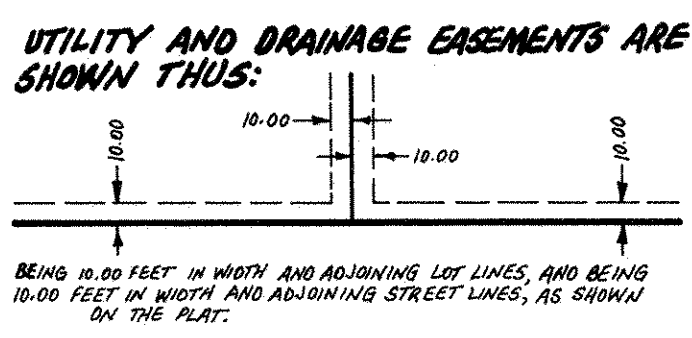 UTILITY AND DRAINAGE EASEMENTS ARE
SHOWN THUS:
10.00
10.00
10.00
10.00
BEING 10.00 FEET IN WIDTH AND ADJOINING LOT LINES, AND BEING
10.00 FEET IN WIDTH AND ADJOINING STREET LINES, AS SHOWN
ON THE PLAT.